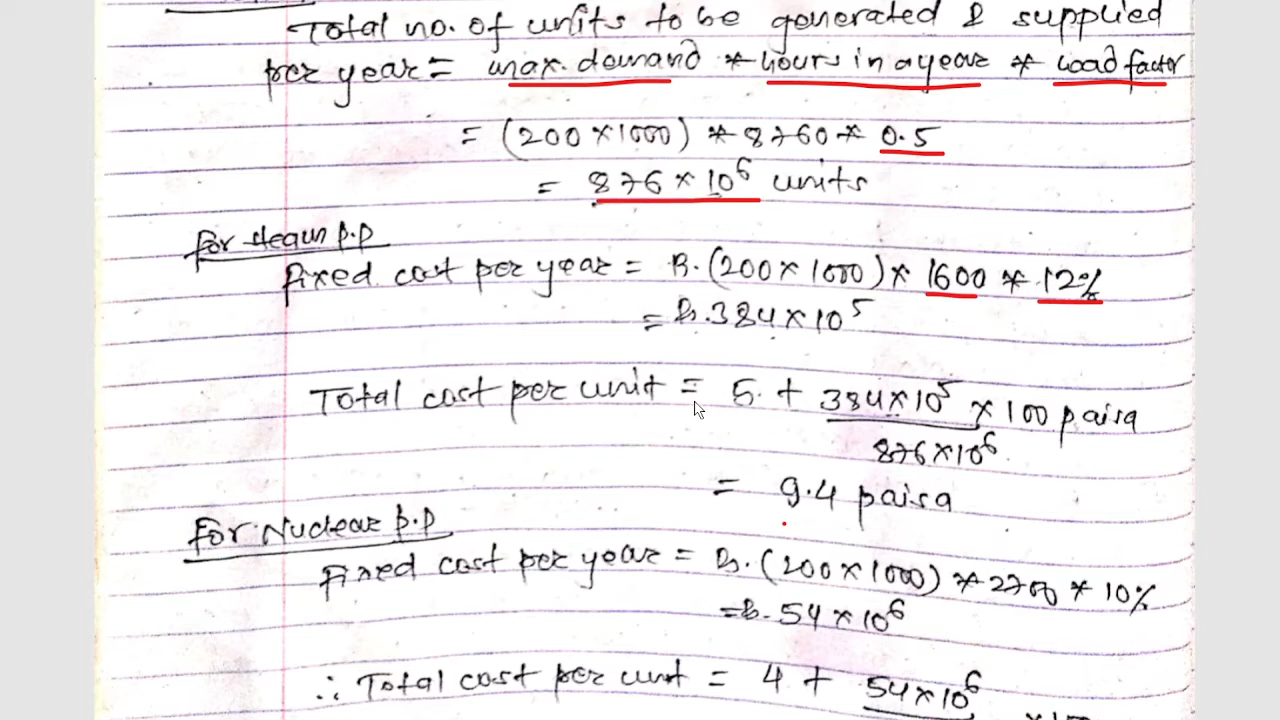 Total no. of units to be generated & supplied
per year = max. demand * hours in a year * Load factor
= (200×1000) * 8760 * 0.5
= 876 × 10⁶ units
For steam p.p
Fixed cost per year = Rs. (200×1000) * 1600 * 12%
= Rs. 384×10⁵
Total cost per unit = 5. + 384×10⁵ × 100 paisa
876×10⁶
= 9.4 paisa
For Nuclear p.p
Fixed cost per year = Rs. (200×1000) * 2700 * 10%
= Rs. 54×10⁶
∴ Total cost per unit = 4 + 54×10⁶